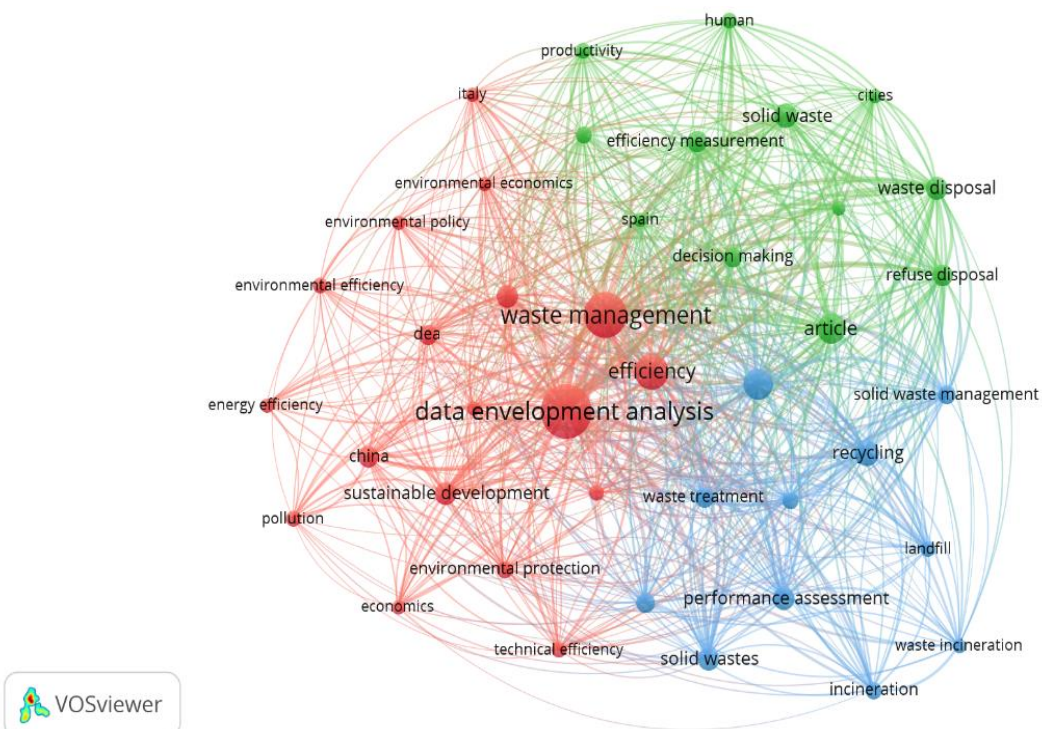 human
productivity
italy
cities
solid waste
efficiency measurement
environmental economics
waste disposal
environmental policy
spain
decision making
refuse disposal
environmental efficiency
waste management
article
dea
efficiency
solid waste management
energy efficiency
data envelopment analysis
china
recycling
sustainable development
waste treatment
pollution
landfill
environmental protection
economics
performance assessment
technical efficiency
solid wastes
waste incineration
incineration
VOSviewer